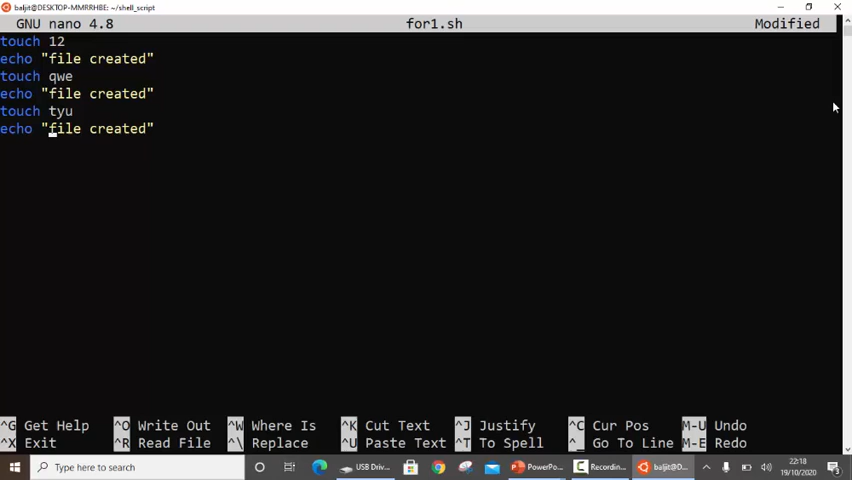 baljit@DESKTOP-MMRRHBE: ~/shell_script
GNU nano 4.8 for1.sh Modified
touch 12
echo "file created"
touch qwe
echo "file created"
touch tyu
echo "file created"
^G Get Help ^O Write Out ^W Where Is ^K Cut Text ^J Justify ^C Cur Pos M-U Undo
^X Exit ^R Read File ^\ Replace ^U Paste Text ^T To Spell ^_ Go To Line M-E Redo
Type here to search USB Driv... PowerPo... Recording... baljit@D... 22:18
19/10/2020
3